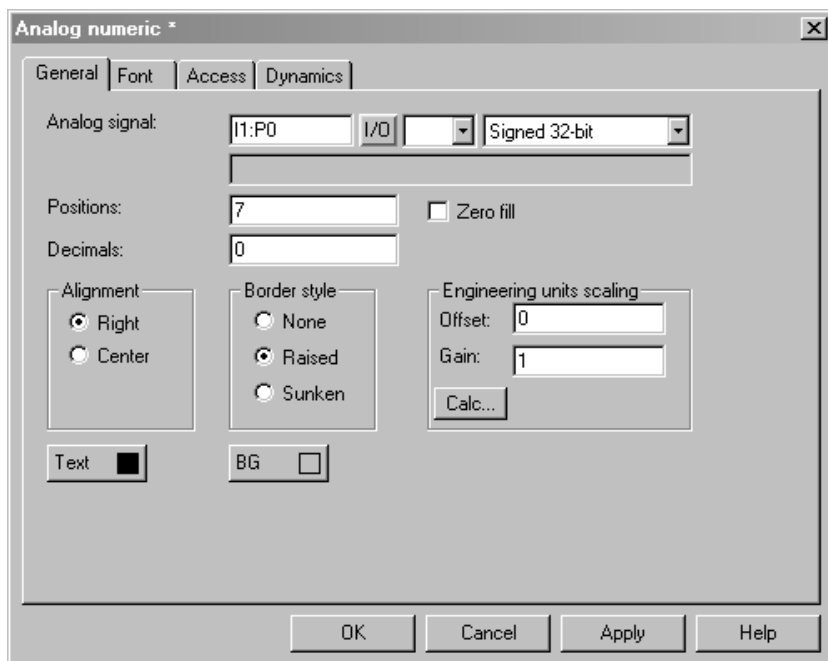 Analog numeric *
General Font Access Dynamics
Analog signal: I1:P0 I/O Signed 32-bit
Positions: 7 Zero fill
Decimals: 0
Alignment Border style Engineering units scaling
Right None Offset: 0
Center Raised Gain: 1
Sunken Calc...
Text BG
OK Cancel Apply Help